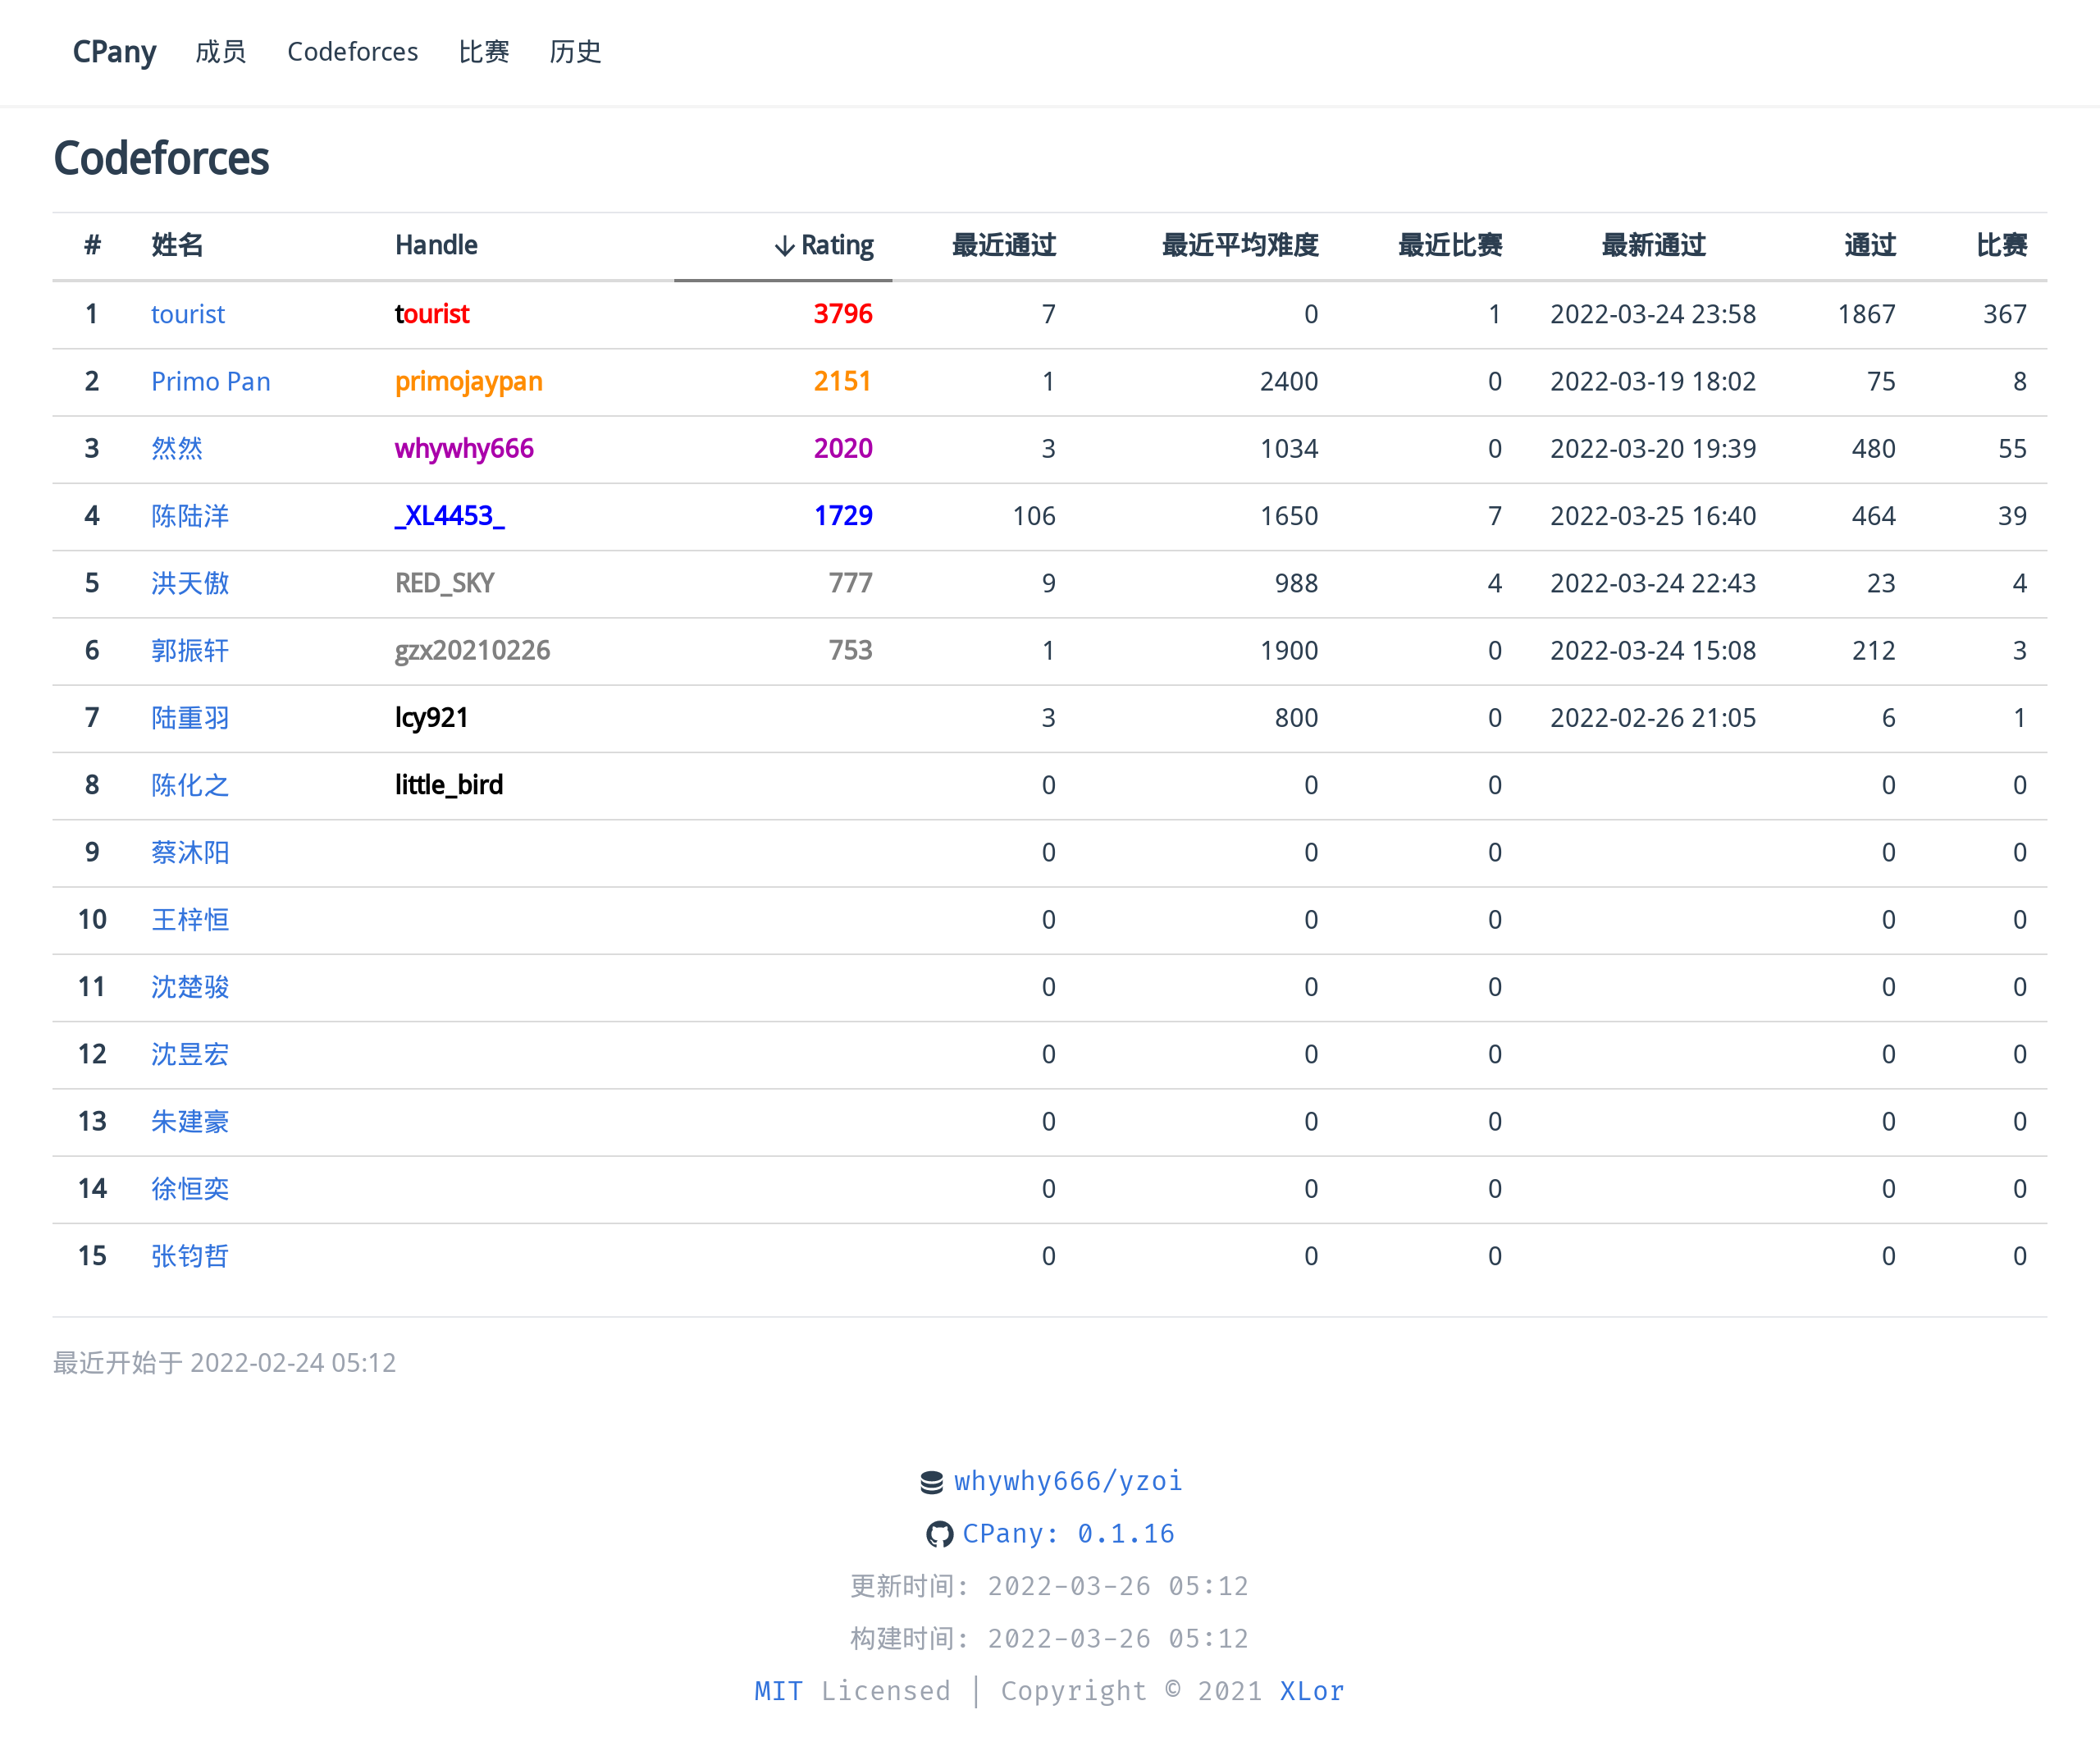 CPany 成员 Codeforces 比赛 历史
Codeforces
# 姓名 Handle ↓ Rating 最近通过 最近平均难度 最近比赛 最新通过 通过 比赛
1 tourist tourist 3796 7 0 1 2022-03-24 23:58 1867 367
2 Primo Pan primojaypan 2151 1 2400 0 2022-03-19 18:02 75 8
3 然然 whywhy666 2020 3 1034 0 2022-03-20 19:39 480 55
4 陈陆洋 _XL4453_ 1729 106 1650 7 2022-03-25 16:40 464 39
5 洪天傲 RED_SKY 777 9 988 4 2022-03-24 22:43 23 4
6 郭振轩 gzx20210226 753 1 1900 0 2022-03-24 15:08 212 3
7 陆重羽 lcy921 3 800 0 2022-02-26 21:05 6 1
8 陈化之 little_bird 0 0 0 0 0
9 蔡沐阳 0 0 0 0 0
10 王梓恒 0 0 0 0 0
11 沈楚骏 0 0 0 0 0
12 沈昱宏 0 0 0 0 0
13 朱建豪 0 0 0 0 0
14 徐恒奕 0 0 0 0 0
15 张钧哲 0 0 0 0 0
最近开始于 2022-02-24 05:12
whywhy666/yzoi
CPany: 0.1.16
更新时间: 2022-03-26 05:12
构建时间: 2022-03-26 05:12
MIT Licensed | Copyright © 2021 XLor